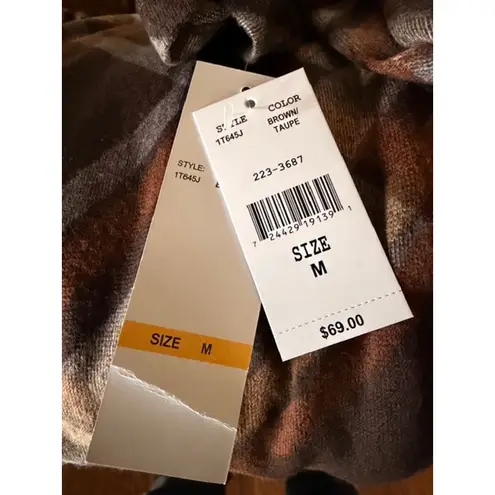 STYLE COLOR
1T645J BROWN/
TAUPE
223-3687
7 24429 19139 1
SIZE
M
$69.00
STYLE:
1T645J
SIZE M